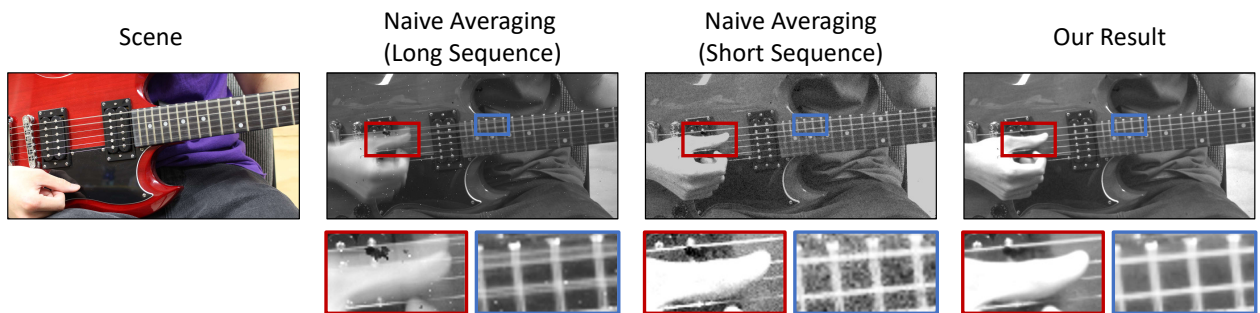 Scene
Naive Averaging
(Long Sequence)
Naive Averaging
(Short Sequence)
Our Result